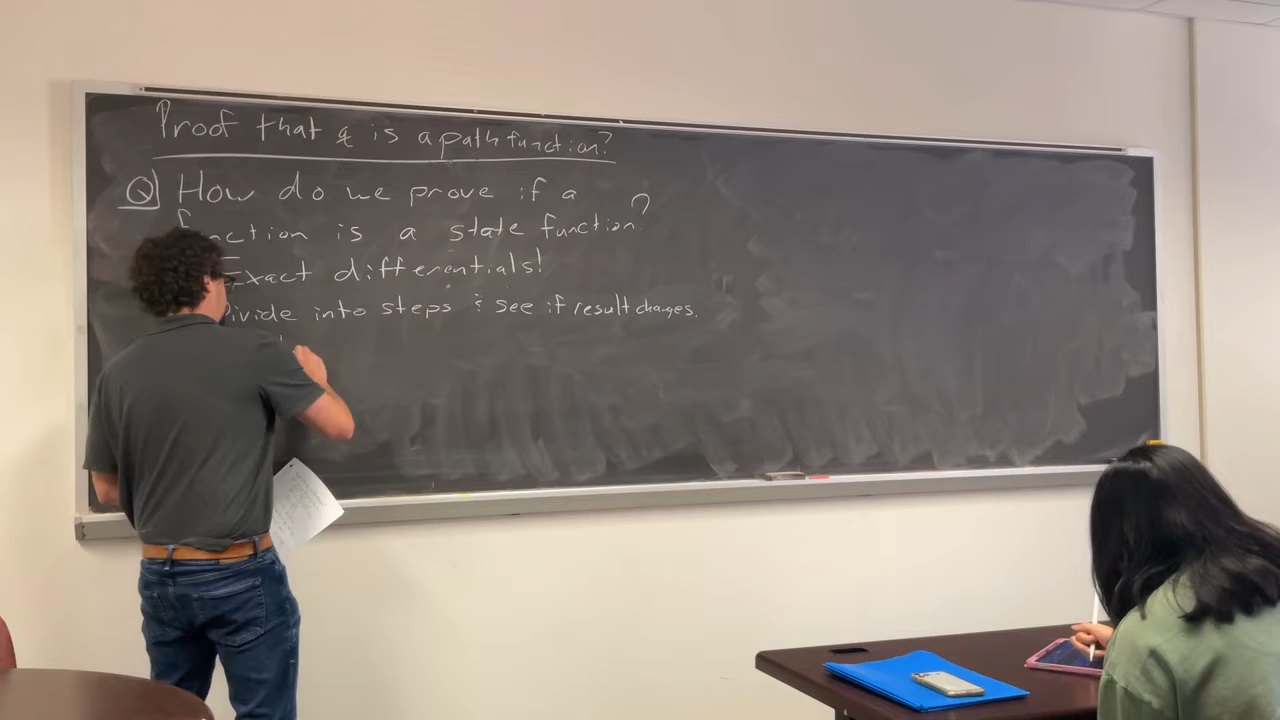 Proof that q is a path function?
Q How do we prove if a
function is a state function?
Exact differentials!
Divide into steps & see if result changes.